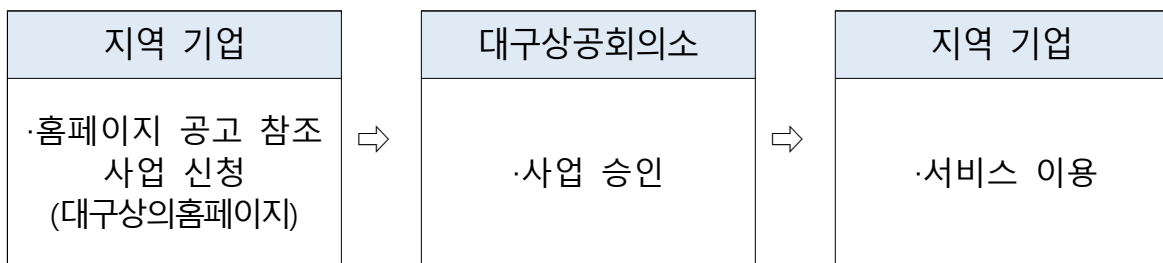 지역 기업
·홈페이지 공고 참조
사업 신청
(대구상의홈페이지)
⇨
대구상공회의소
·사업 승인
⇨
지역 기업
·서비스 이용